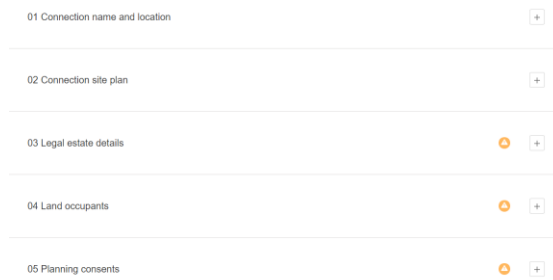 01 Connection name and location
02 Connection site plan
03 Legal estate details
04 Land occupants
05 Planning consents